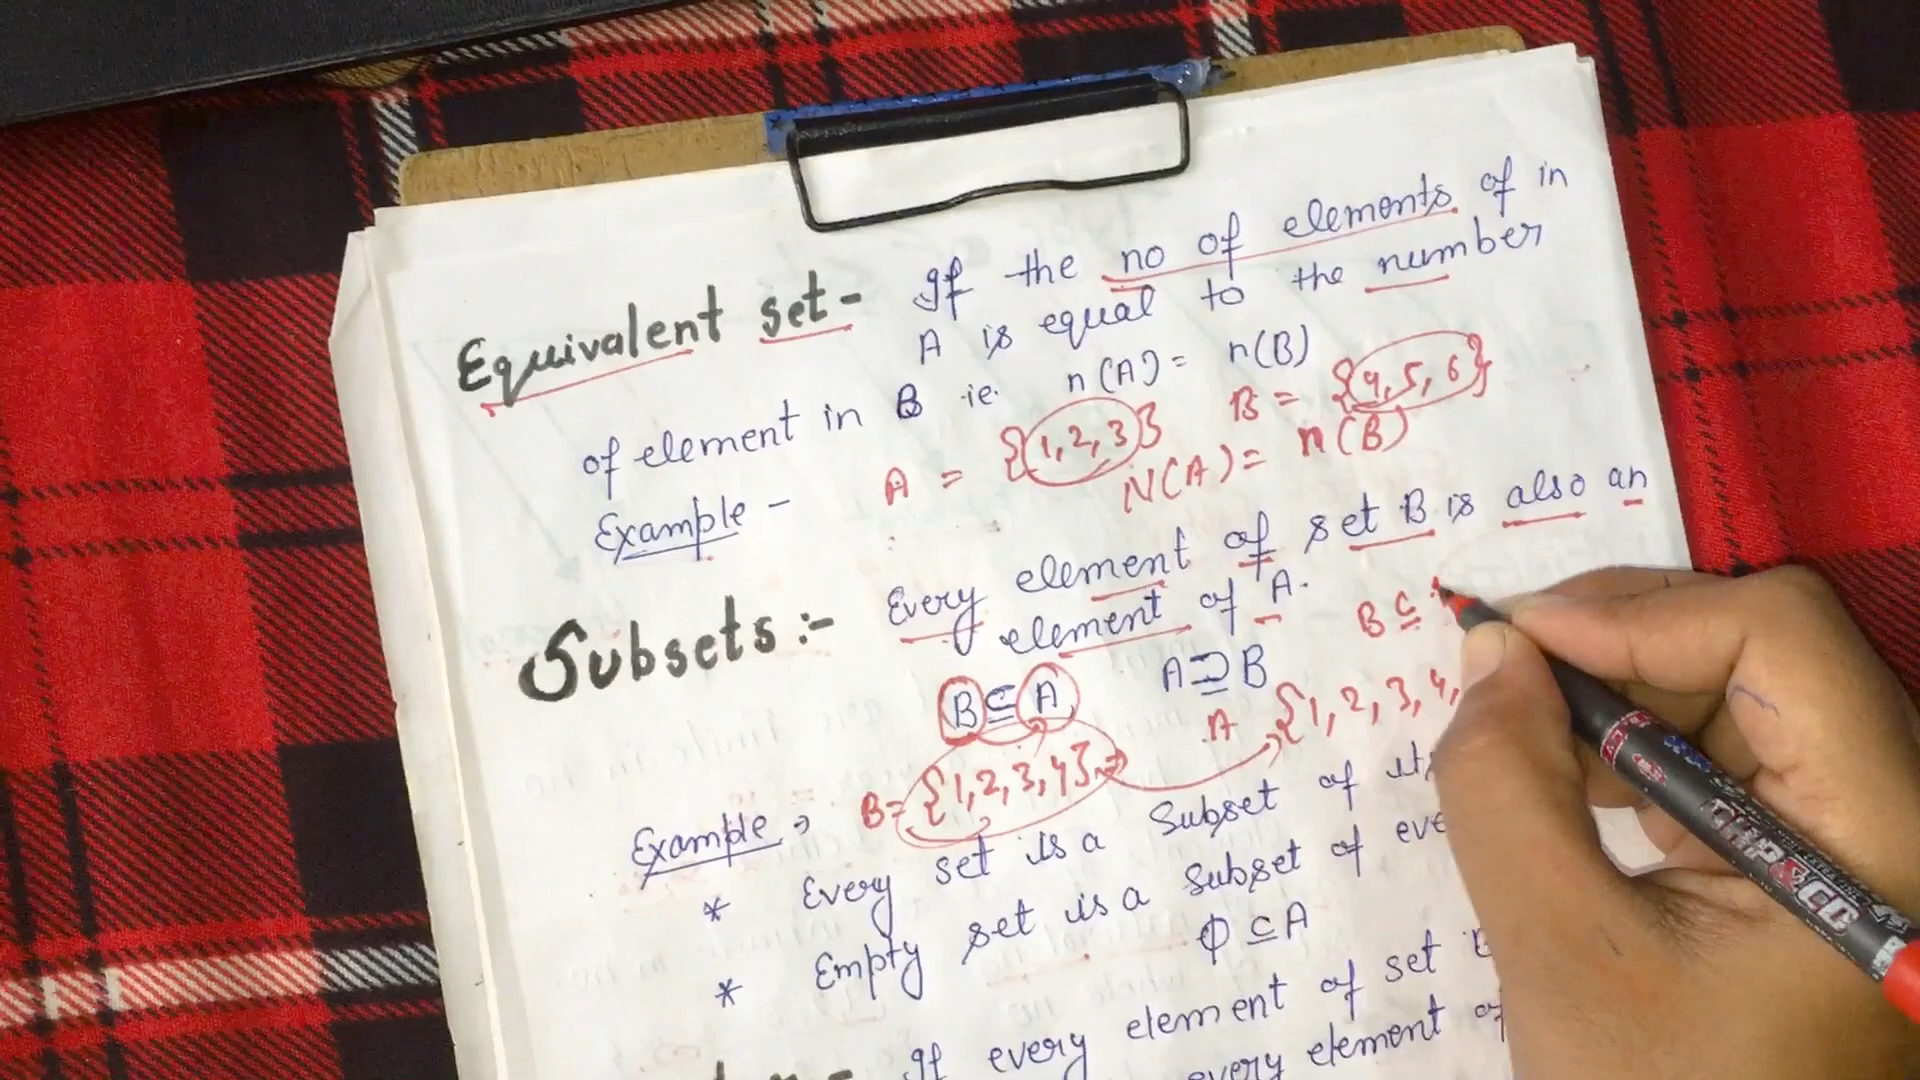 Equivalent set - If the no of elements of in
A is equal to the number
of element in B ie. n(A) = n(B)
Example - A = {1,2,3} B = {4,5,6}
N(A) = n(B)
Subsets :- Every element of set B is also an
element of A.
B ⊆ A A ⊇ B B ⊆
Example → B = {1,2,3,4} → A {1,2,3,4,
* Every set is a Subset of
* Empty set is a subset of
ϕ ⊆ A
If every element of set
every element